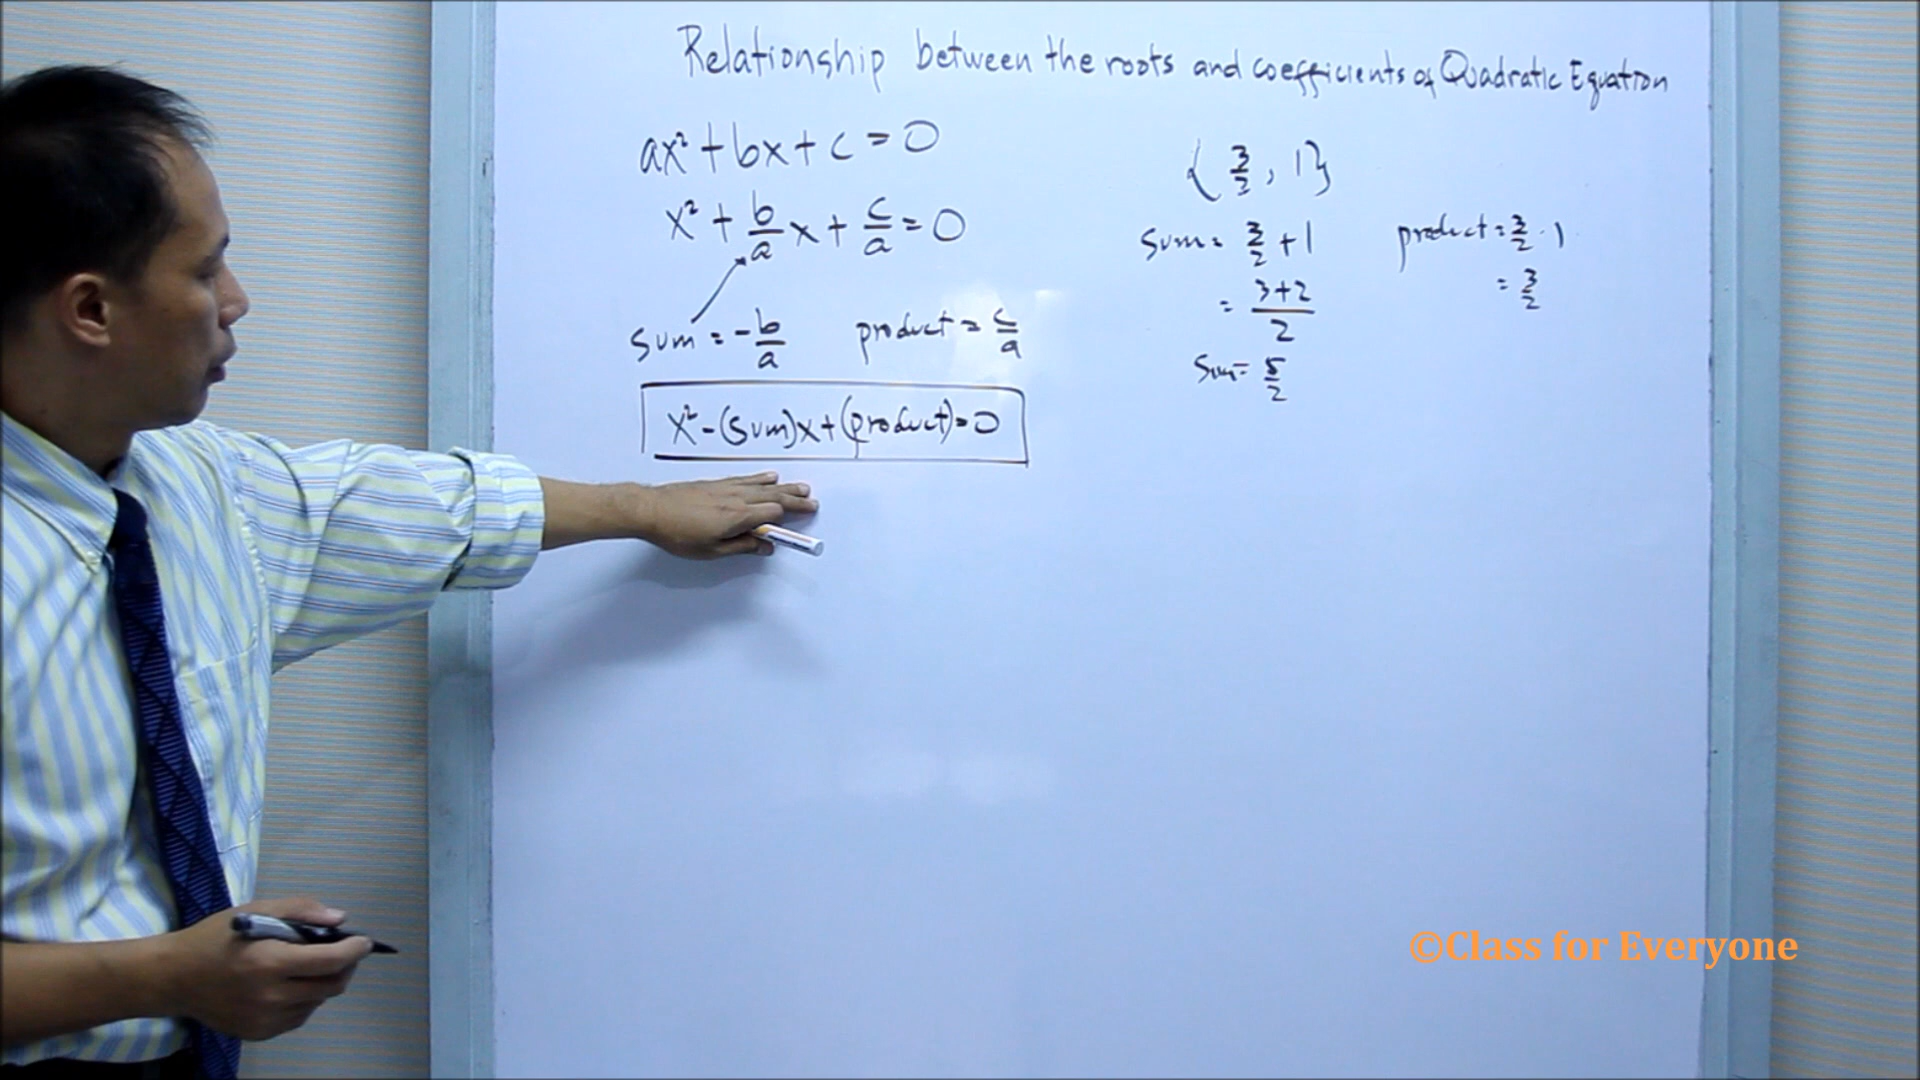 Relationship between the roots and coefficients of Quadratic Equation
ax² + bx + c = 0
x² + b/a x + c/a = 0
sum = -b/a product = c/a
x² - (sum)x + (product) = 0
{ 3/2 , 1}
sum = 3/2 + 1
= 3+2/2
sum = 5/2
product = 3/2 · 1
= 3/2
©Class for Everyone